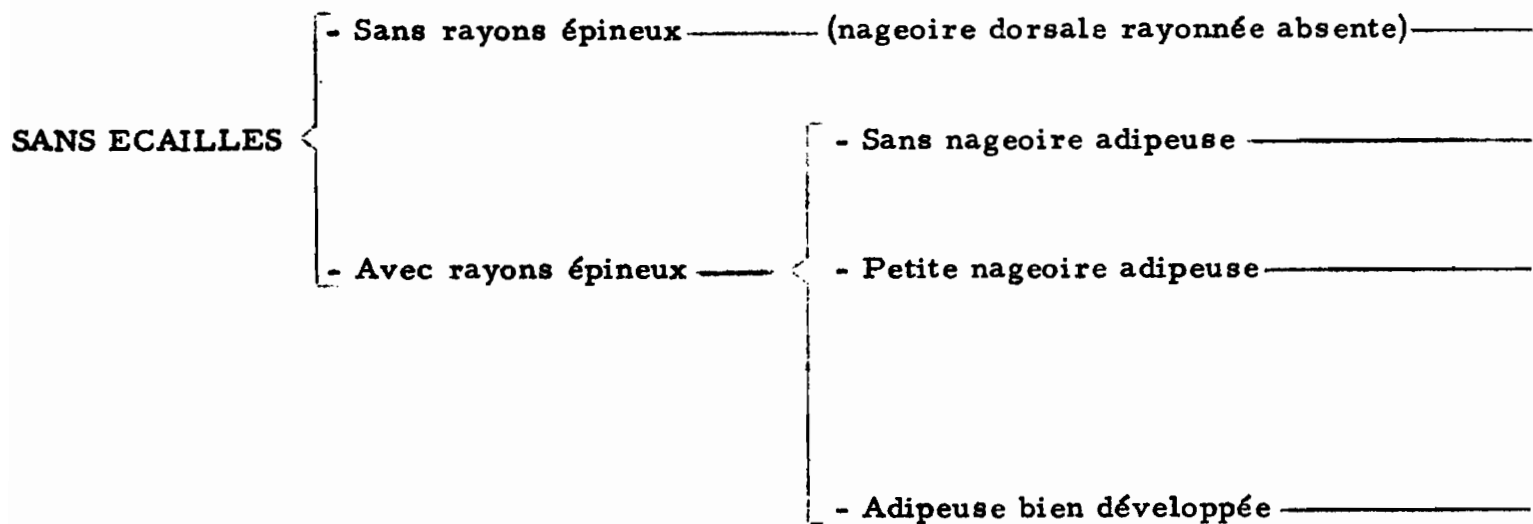 - Sans rayons épineux (nageoire dorsale rayonnée absente)
SANS ECAILLES
- Sans nageoire adipeuse
- Avec rayons épineux
- Petite nageoire adipeuse
- Adipeuse bien développée